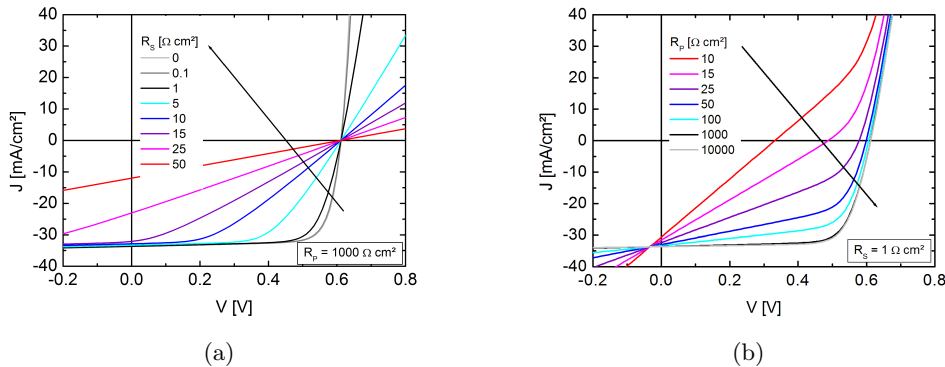 40
30
20
10
0
-10
-20
-30
-40
J [mA/cm²]
R_S [Ω cm²]
0
0.1
1
5
10
15
25
50
R_P = 1000 Ω cm²
-0.2 0.0 0.2 0.4 0.6 0.8
V [V]
(a)
40
30
20
10
0
-10
-20
-30
-40
J [mA/cm²]
R_P [Ω cm²]
10
15
25
50
100
1000
10000
R_S = 1 Ω cm²
-0.2 0.0 0.2 0.4 0.6 0.8
V [V]
(b)